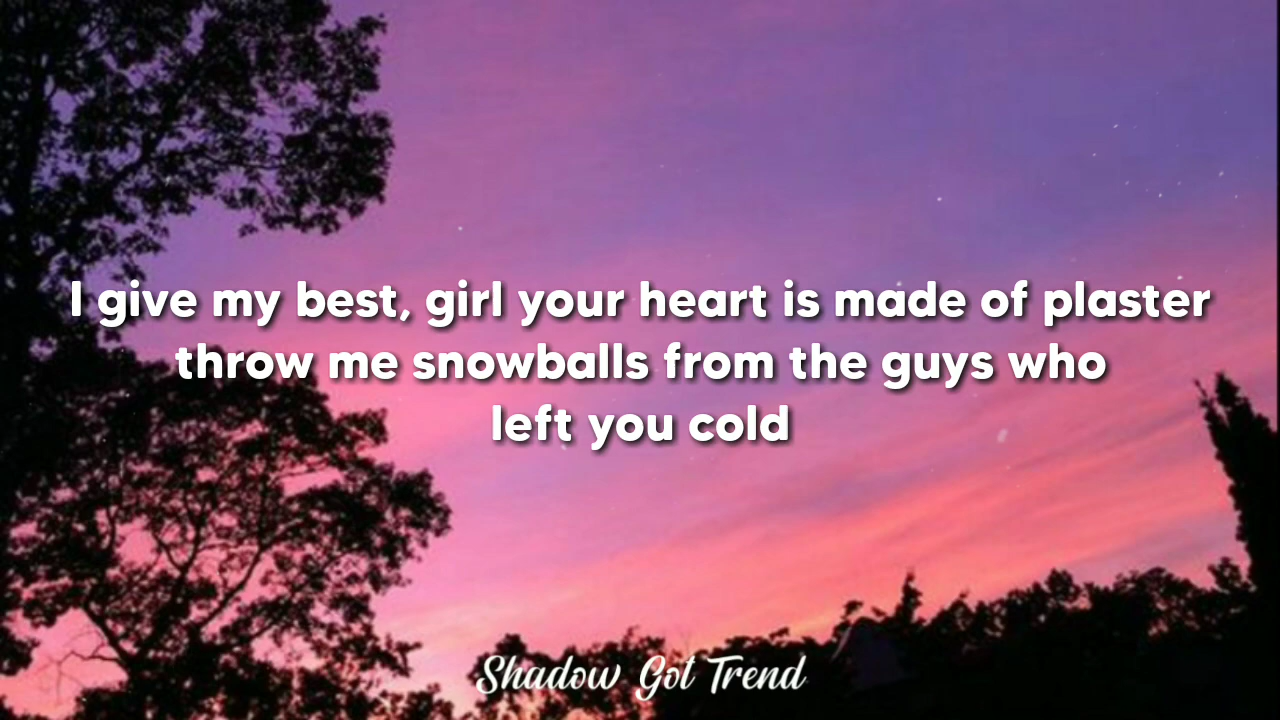 I give my best, girl your heart is made of plaster
throw me snowballs from the guys who
left you cold
Shadow Got Trend